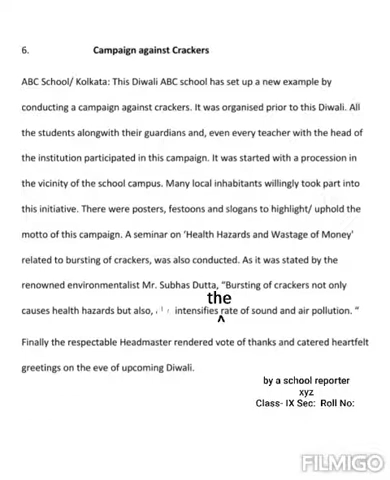 6. Campaign against Crackers
ABC School/ Kolkata: This Diwali ABC school has set up a new example by
conducting a campaign against crackers. It was organised prior to this Diwali. All
the students alongwith their guardians and, even every teacher with the head of
the institution participated in this campaign. It was started with a procession in
the vicinity of the school campus. Many local inhabitants willingly took part into
this initiative. There were posters, festoons and slogans to highlight/ uphold the
motto of this campaign. A seminar on 'Health Hazards and Wastage of Money'
related to bursting of crackers, was also conducted. As it was stated by the
renowned environmentalist Mr. Subhas Dutta, "Bursting of crackers not only
the
causes health hazards but also, intensifies ^ rate of sound and air pollution. "
Finally the respectable Headmaster rendered vote of thanks and catered heartfelt
greetings on the eve of upcoming Diwali.
by a school reporter
xyz
Class- IX Sec: Roll No:
FILMIGO